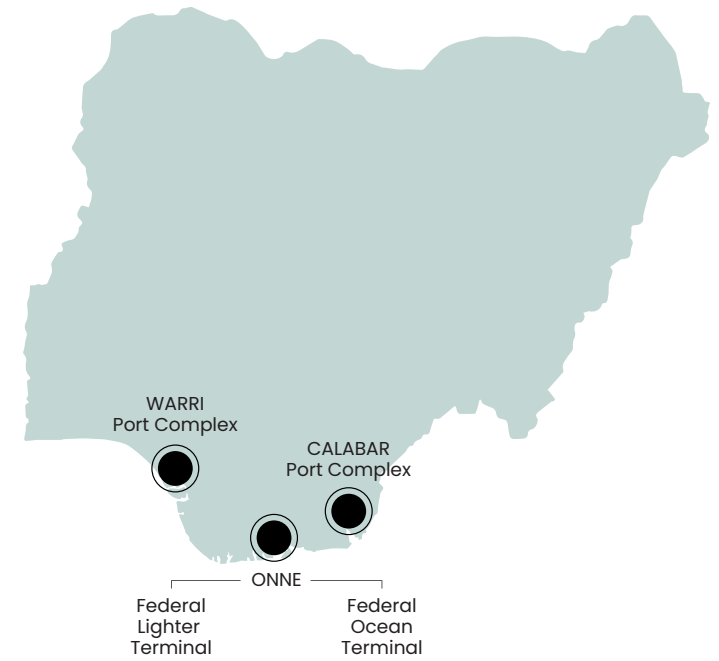 WARRI
Port Complex
CALABAR
Port Complex
ONNE
Federal
Lighter
Terminal
Federal
Ocean
Terminal